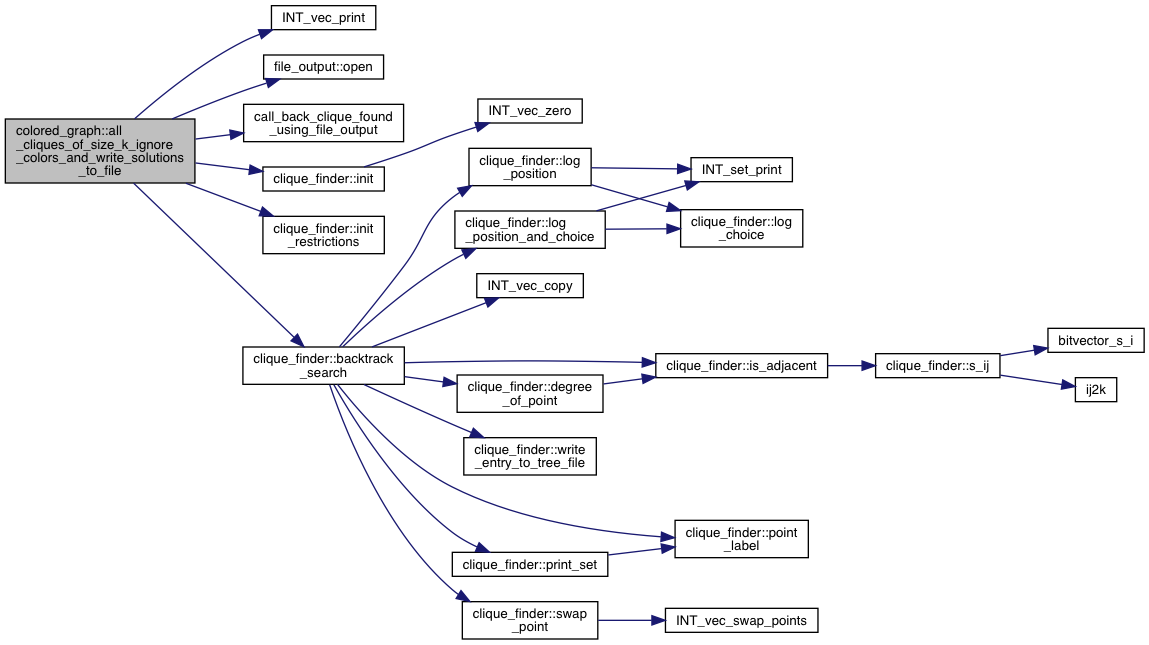 INT_vec_print
file_output::open
call_back_clique_found
_using_file_output
colored_graph::all
_cliques_of_size_k_ignore
_colors_and_write_solutions
_to_file
clique_finder::init
clique_finder::init
_restrictions
INT_vec_zero
clique_finder::log
_position
INT_set_print
clique_finder::log
_position_and_choice
clique_finder::log
_choice
INT_vec_copy
clique_finder::backtrack
_search
clique_finder::is_adjacent
clique_finder::s_ij
bitvector_s_i
ij2k
clique_finder::degree
_of_point
clique_finder::write
_entry_to_tree_file
clique_finder::point
_label
clique_finder::print_set
clique_finder::swap
_point
INT_vec_swap_points